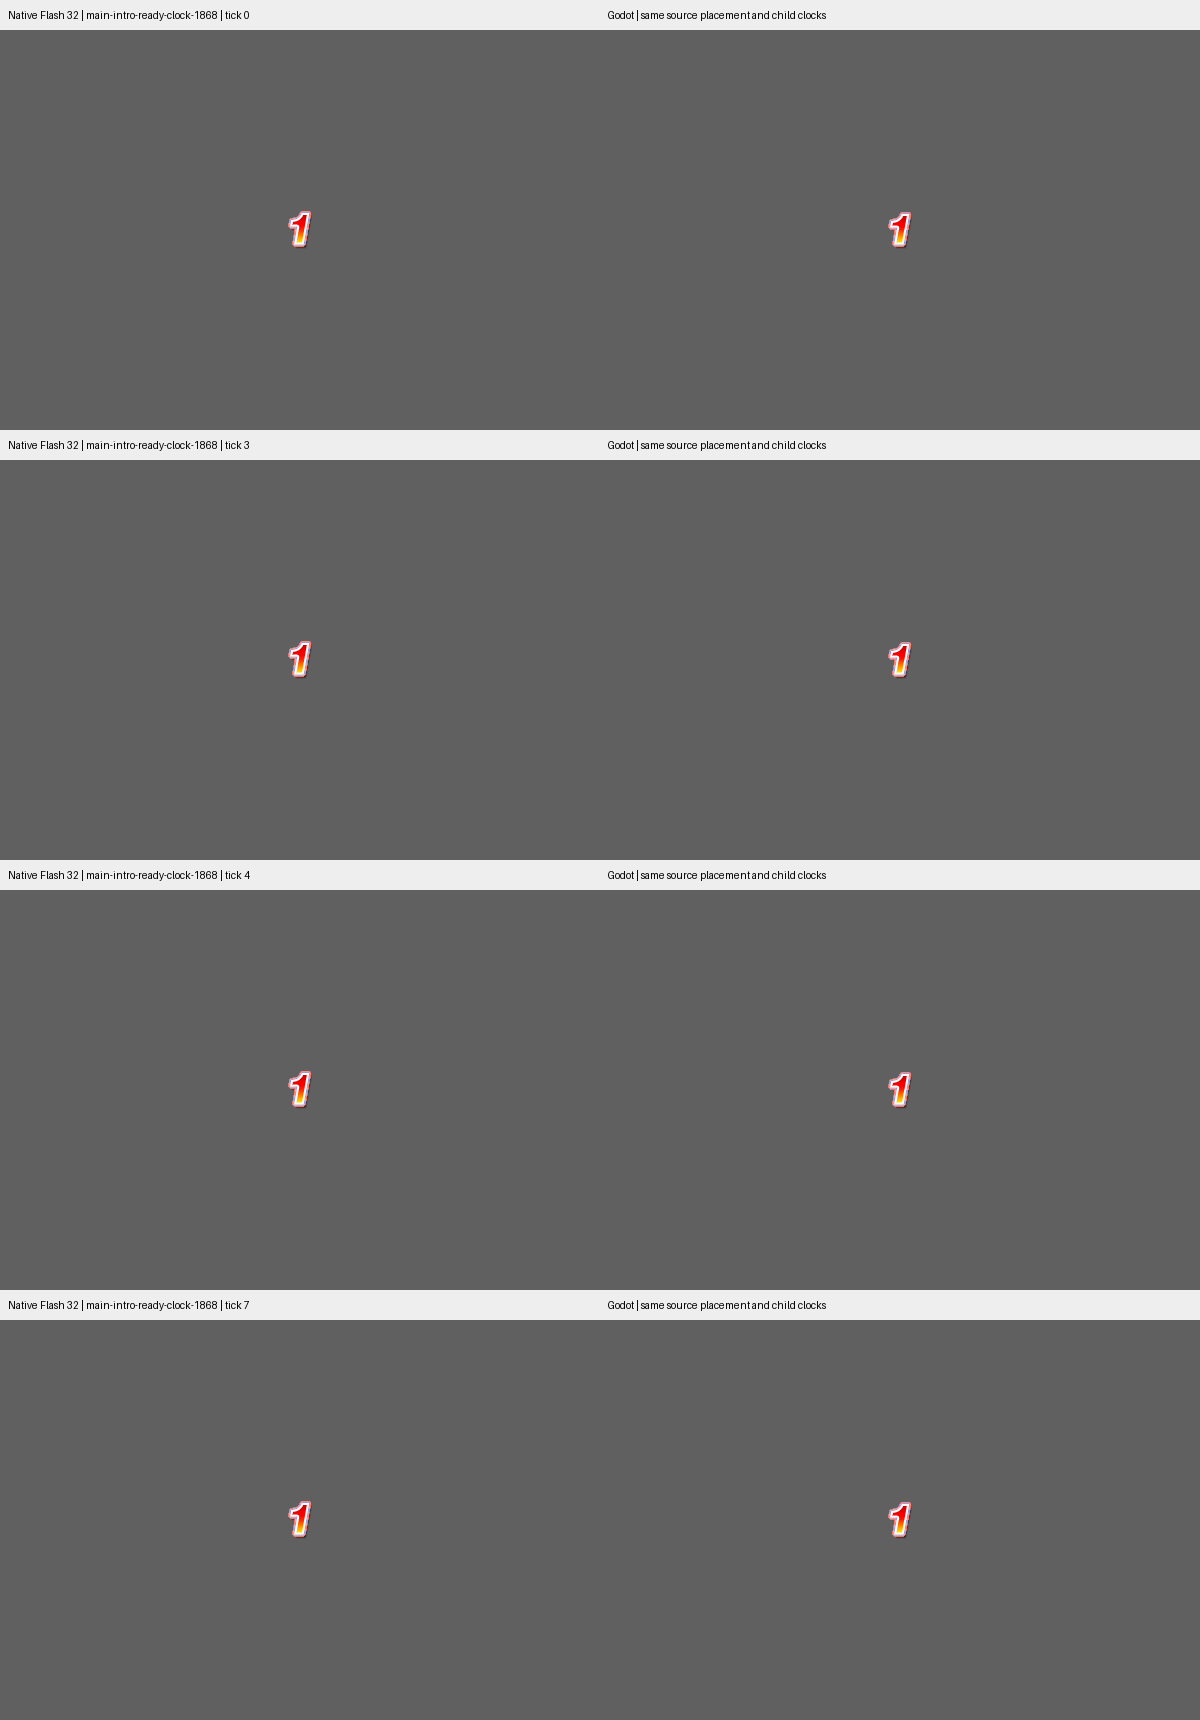 Native Flash 32 | main-intro-ready-clock-1868 | tick 0
Godot | same source placement and child clocks
1
1
Native Flash 32 | main-intro-ready-clock-1868 | tick 3
Godot | same source placement and child clocks
1
1
Native Flash 32 | main-intro-ready-clock-1868 | tick 4
Godot | same source placement and child clocks
1
1
Native Flash 32 | main-intro-ready-clock-1868 | tick 7
Godot | same source placement and child clocks
1
1